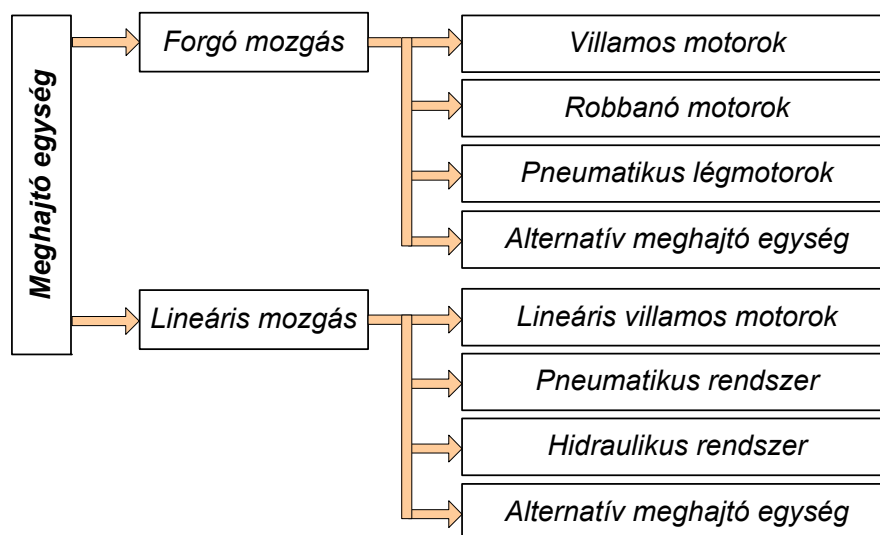 Meghajtó egység
Forgó mozgás
Villamos motorok
Robbanó motorok
Pneumatikus légmotorok
Alternatív meghajtó egység
Lineáris mozgás
Lineáris villamos motorok
Pneumatikus rendszer
Hidraulikus rendszer
Alternatív meghajtó egység